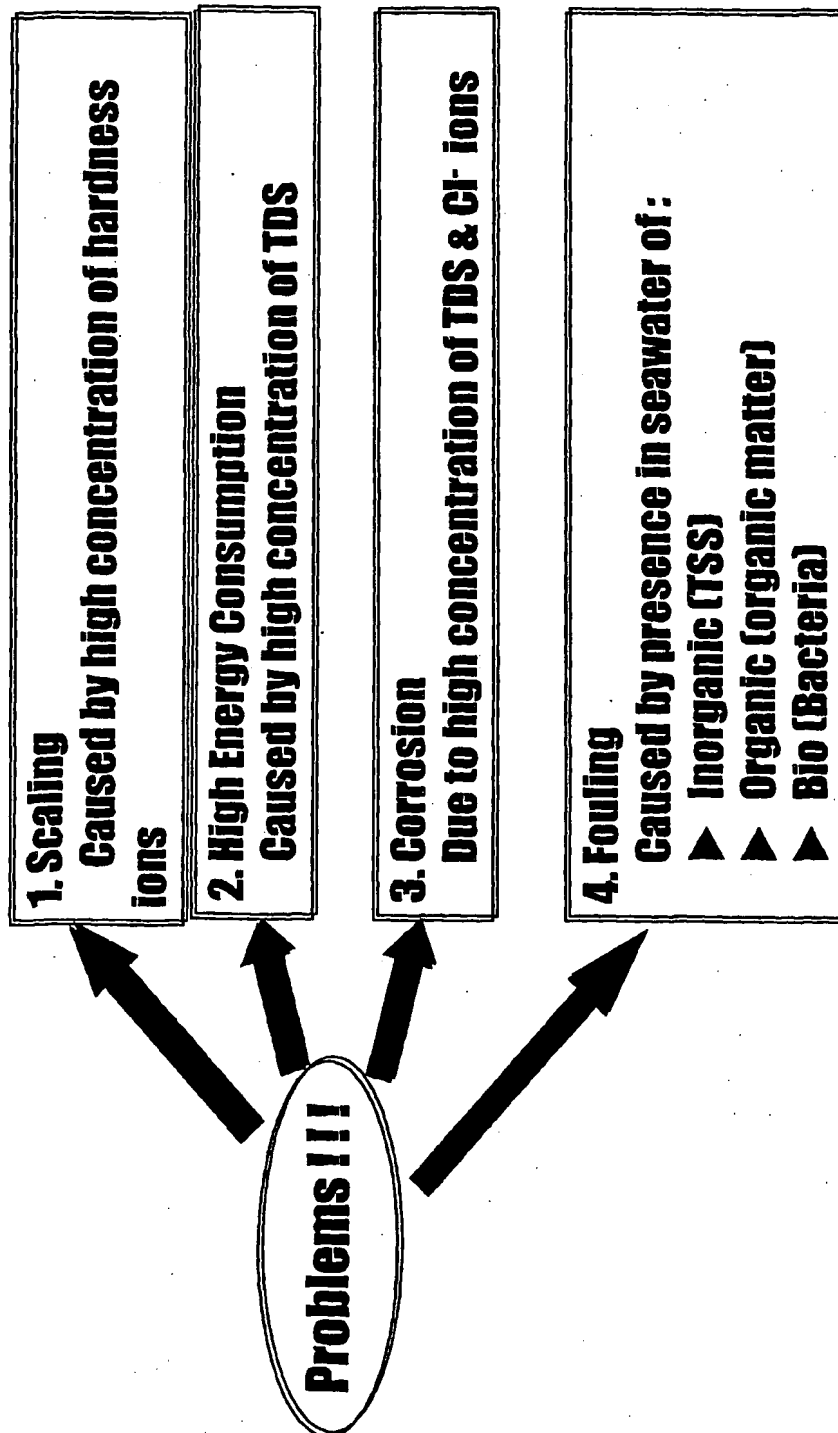 Problems ! ! !
1. Scaling
Caused by high concentration of hardness
ions
2. High Energy Consumption
Caused by high concentration of TDS
3. Corrosion
Due to high concentration of TDS & Cl⁻ ions
4. Fouling
Caused by presence in seawater of :
▶ Inorganic (TSS)
▶ Organic (organic matter)
▶ Bio (Bacteria)